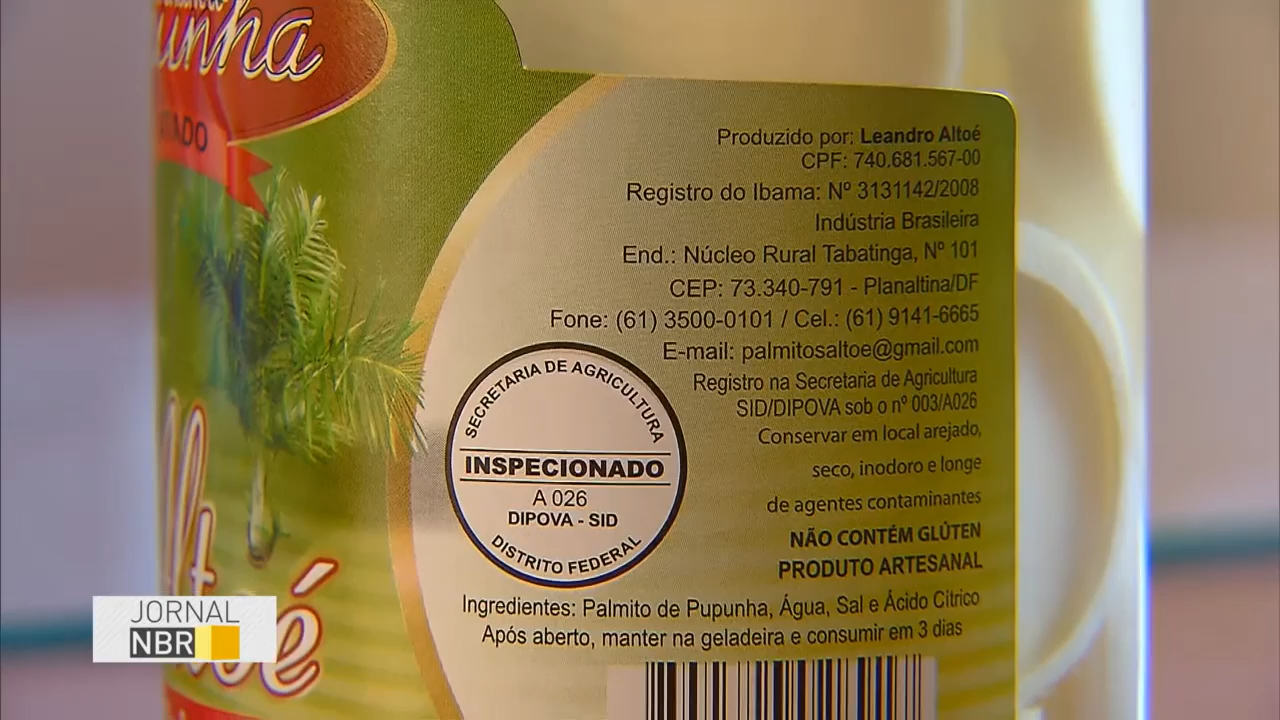 unha
Produzido por: Leandro Altoé
CPF: 740.681.567-00
Registro do Ibama: Nº 3131142/2008
Indústria Brasileira
End.: Núcleo Rural Tabatinga, Nº 101
CEP: 73.340-791 - Planaltina/DF
Fone: (61) 3500-0101 / Cel.: (61) 9141-6665
E-mail: palmitosaltoe@gmail.com
Registro na Secretaria de Agricultura
SID/DIPOVA sob o nº 003/A026
Conservar em local arejado,
seco, inodoro e longe
de agentes contaminantes
NÃO CONTÉM GLÚTEN
PRODUTO ARTESANAL
SECRETARIA DE AGRICULTURA
INSPECIONADO
A 026
DIPOVA - SID
DISTRITO FEDERAL
Ingredientes: Palmito de Pupunha, Água, Sal e Ácido Cítrico
Após aberto, manter na geladeira e consumir em 3 dias
JORNAL
NBR